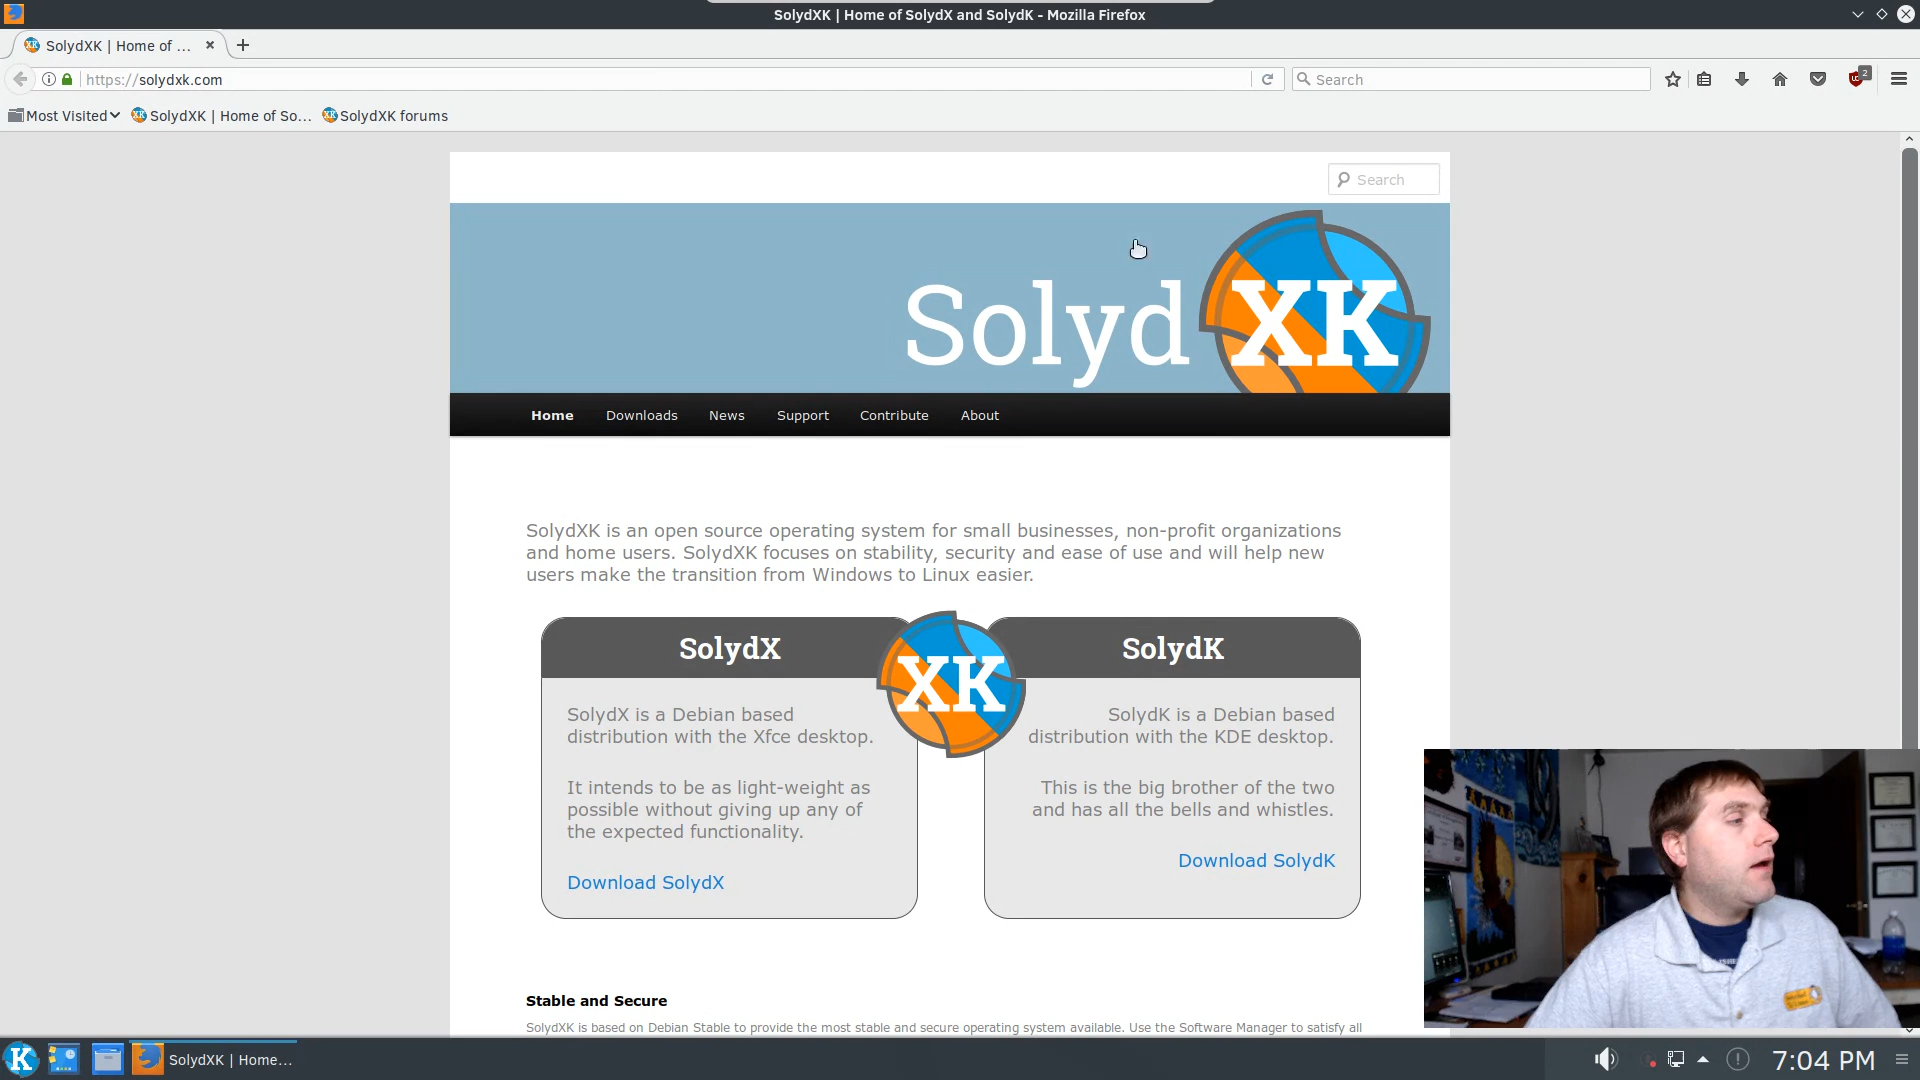 SolydXK | Home of SolydX and SolydK - Mozilla Firefox
SolydXK | Home of ...
https://solydxk.com
Search
2
Most Visited
SolydXK | Home of So...
SolydXK forums
Search
Solyd XK
Home Downloads News Support Contribute About
SolydXK is an open source operating system for small businesses, non-profit organizations
and home users. SolydXK focuses on stability, security and ease of use and will help new
users make the transition from Windows to Linux easier.
SolydX
SolydX is a Debian based
distribution with the Xfce desktop.
It intends to be as light-weight as
possible without giving up any of
the expected functionality.
Download SolydX
XK
SolydK
SolydK is a Debian based
distribution with the KDE desktop.
This is the big brother of the two
and has all the bells and whistles.
Download SolydK
Stable and Secure
SolydXK is based on Debian Stable to provide the most stable and secure operating system available. Use the Software Manager to satisfy all
K
SolydXK | Home...
7:04 PM